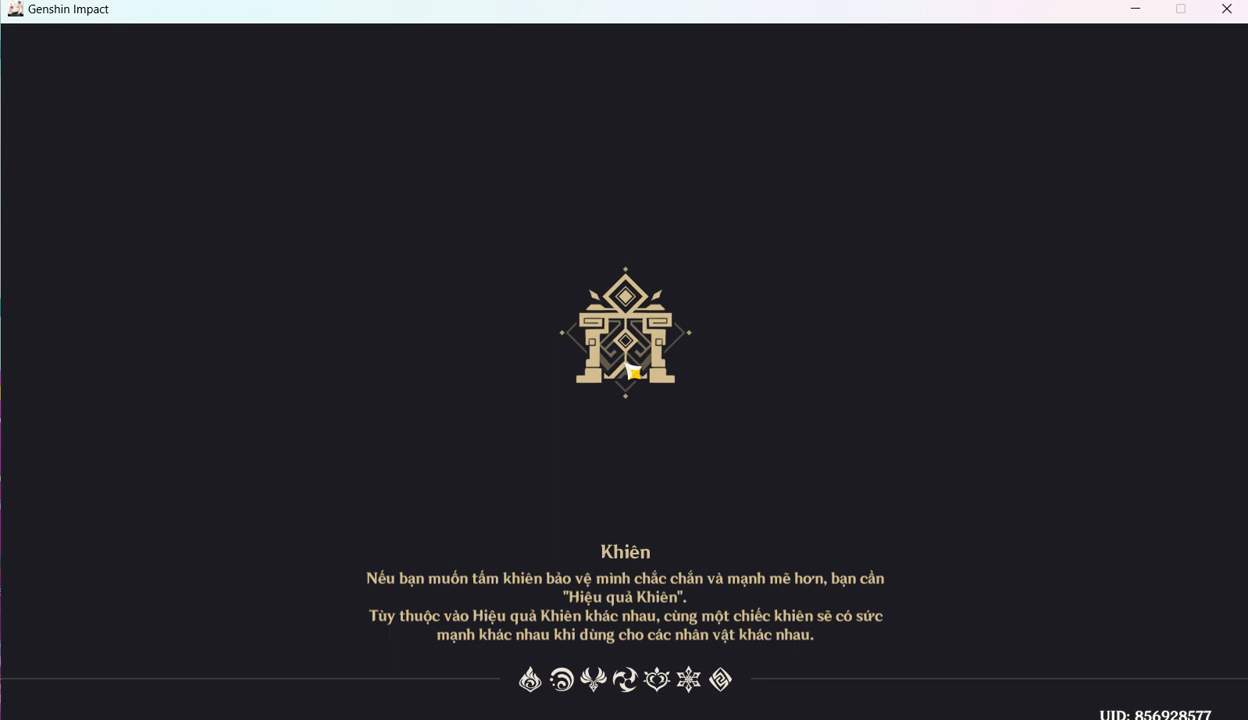 Genshin Impact
Khiên
Nếu bạn muốn tấm khiên bảo vệ mình chắc chắn và mạnh mẽ hơn, bạn cần
"Hiệu quả Khiên".
Tùy thuộc vào Hiệu quả Khiên khác nhau, cùng một chiếc khiên sẽ có sức
mạnh khác nhau khi dùng cho các nhân vật khác nhau.
UID: 856928577